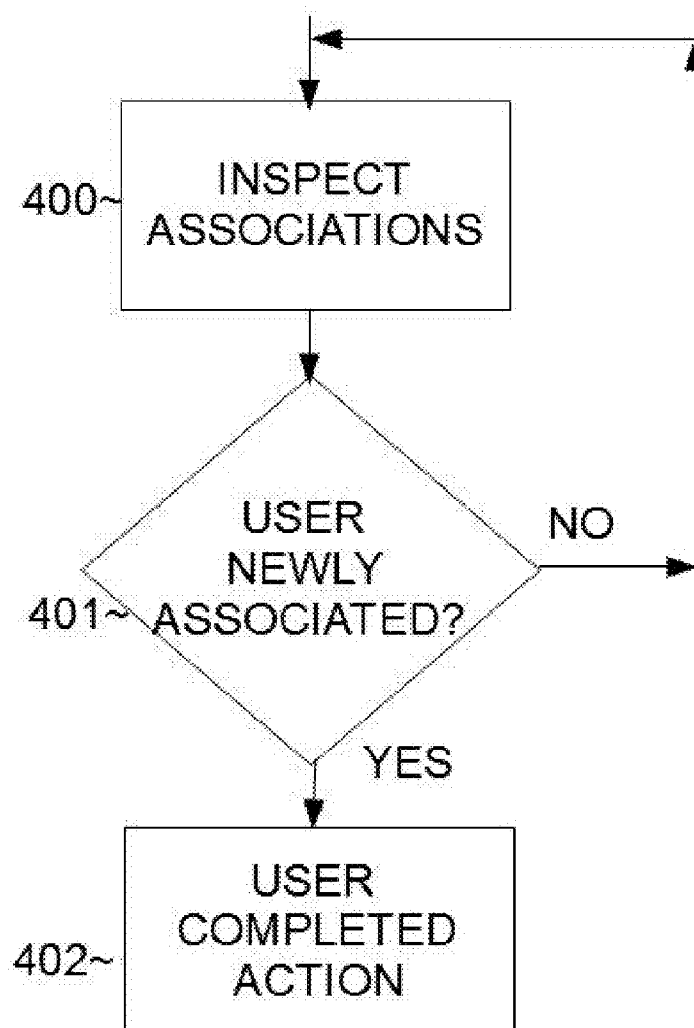 INSPECT
400~
ASSOCIATIONS
USER
NO
NEWLY
401~ ASSOCIATED?
YES
USER
COMPLETED
402~
ACTION